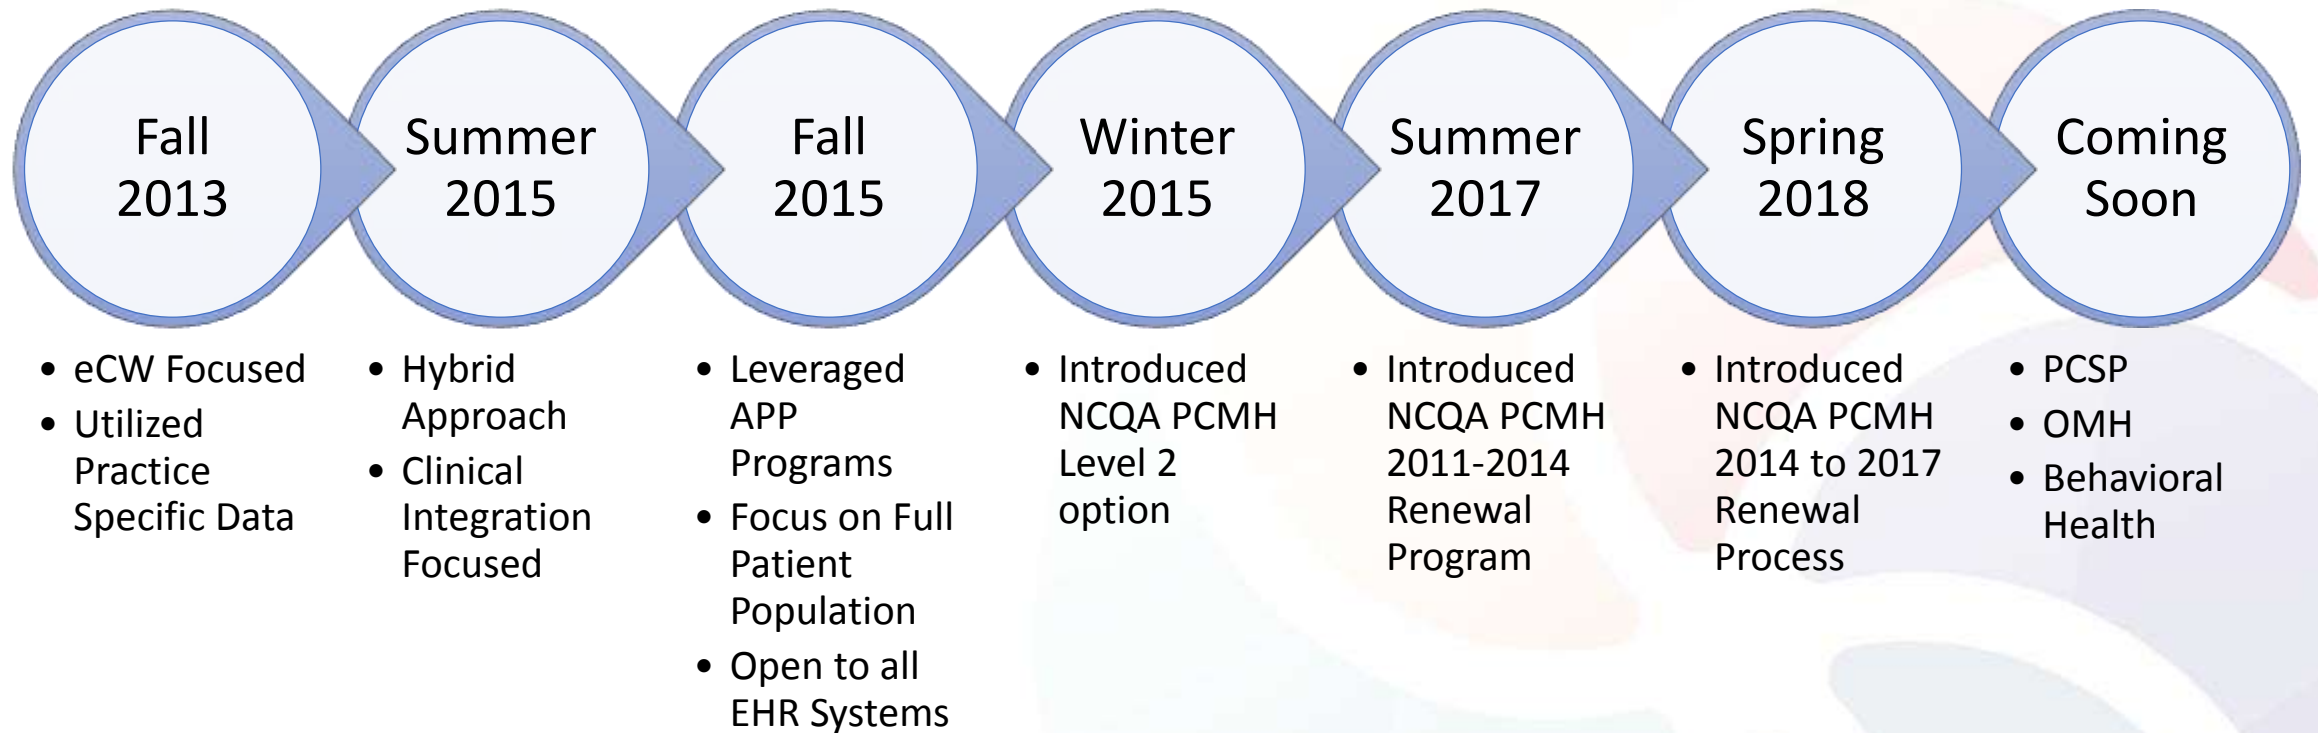 Fall
2013
Summer
2015
Fall
2015
Winter
2015
Summer
2017
Spring
2018
Coming
Soon
• eCW Focused
• Utilized
Practice
Specific Data
• Hybrid
Approach
• Clinical
Integration
Focused
• Leveraged
APP
Programs
• Focus on Full
Patient
Population
• Open to all
EHR Systems
• Introduced
NCQA PCMH
Level 2
option
• Introduced
NCQA PCMH
2011-2014
Renewal
Program
• Introduced
NCQA PCMH
2014 to 2017
Renewal
Process
• PCSP
• OMH
• Behavioral
Health